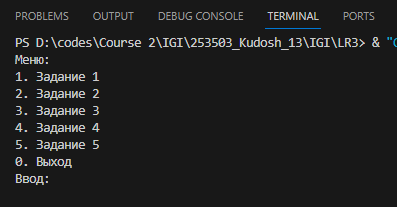 PROBLEMS OUTPUT DEBUG CONSOLE TERMINAL PORTS
PS D:\codes\Course 2\IGI\253503_Kudosh_13\IGI\LR3> & "
Меню:
1. Задание 1
2. Задание 2
3. Задание 3
4. Задание 4
5. Задание 5
0. Выход
Ввод: